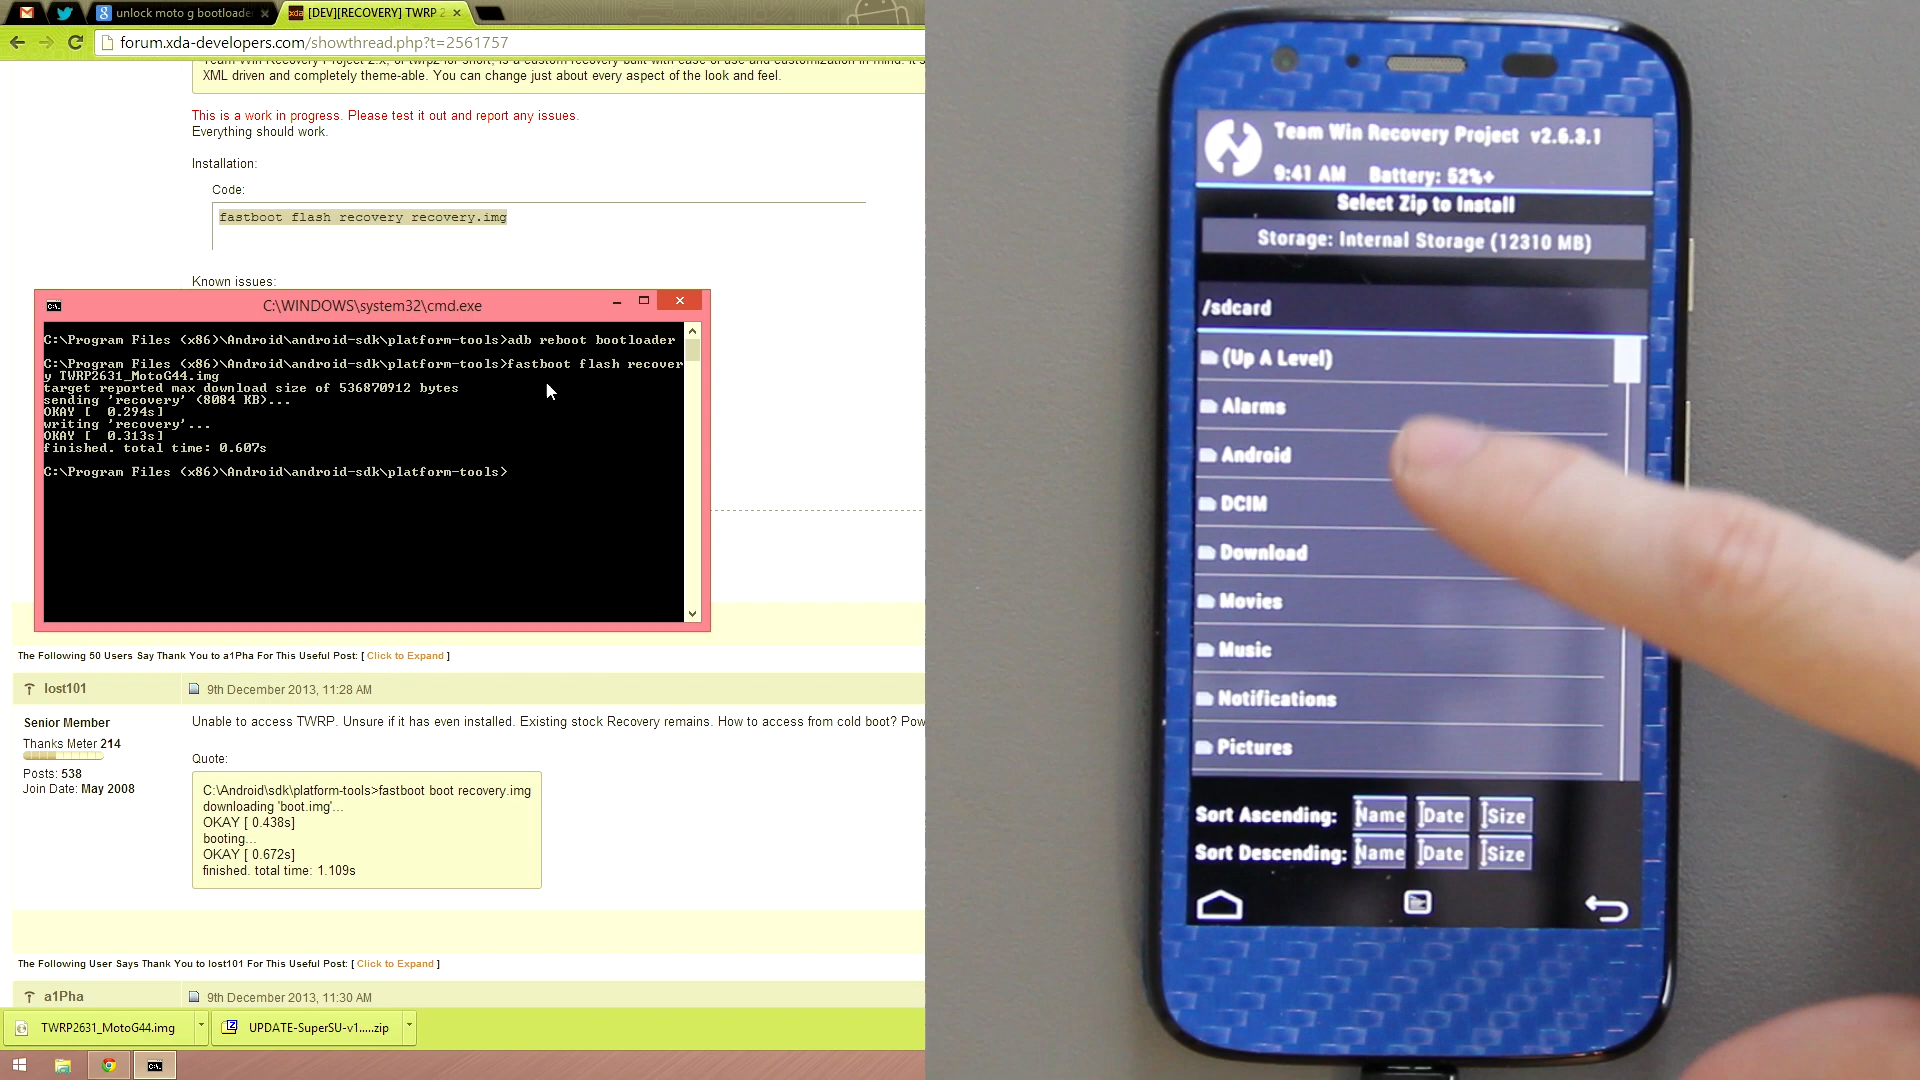 unlock moto g bootloade
[DEV][RECOVERY] TWRP 2
forum.xda-developers.com/showthread.php?t=2561757
XML driven and completely theme-able. You can change just about every aspect of the look and feel.
This is a work in progress. Please test it out and report any issues.
Everything should work.
Installation:
Code:
fastboot flash recovery recovery.img
Known issues:
C:\WINDOWS\system32\cmd.exe
C:\Program Files (x86)\Android\android-sdk\platform-tools>adb reboot bootloader
C:\Program Files (x86)\Android\android-sdk\platform-tools>fastboot flash recover
y TWRP2631_MotoG44.img
target reported max download size of 536870912 bytes
sending 'recovery' (8084 KB)...
OKAY [  0.294s]
writing 'recovery'...
OKAY [  0.313s]
finished. total time: 0.607s
C:\Program Files (x86)\Android\android-sdk\platform-tools>
The Following 50 Users Say Thank You to a1Pha For This Useful Post: [ Click to Expand ]
lost101
9th December 2013, 11:28 AM
Senior Member
Thanks Meter 214
Posts: 538
Join Date: May 2008
Unable to access TWRP. Unsure if it has even installed. Existing stock Recovery remains. How to access from cold boot? Pow
Quote:
C:\Android\sdk\platform-tools>fastboot boot recovery.img
downloading 'boot.img'...
OKAY [ 0.438s]
booting...
OKAY [ 0.672s]
finished. total time: 1.109s
The Following User Says Thank You to lost101 For This Useful Post: [ Click to Expand ]
a1Pha
9th December 2013, 11:30 AM
TWRP2631_MotoG44.img
UPDATE-SuperSU-v1.....zip
Team Win Recovery Project v2.6.3.1
9:41 AM Battery: 52%+
Select Zip to Install
Storage: Internal Storage (12310 MB)
/sdcard
(Up A Level)
Alarms
Android
DCIM
Download
Movies
Music
Notifications
Pictures
Sort Ascending: Name Date Size
Sort Descending: Name Date Size